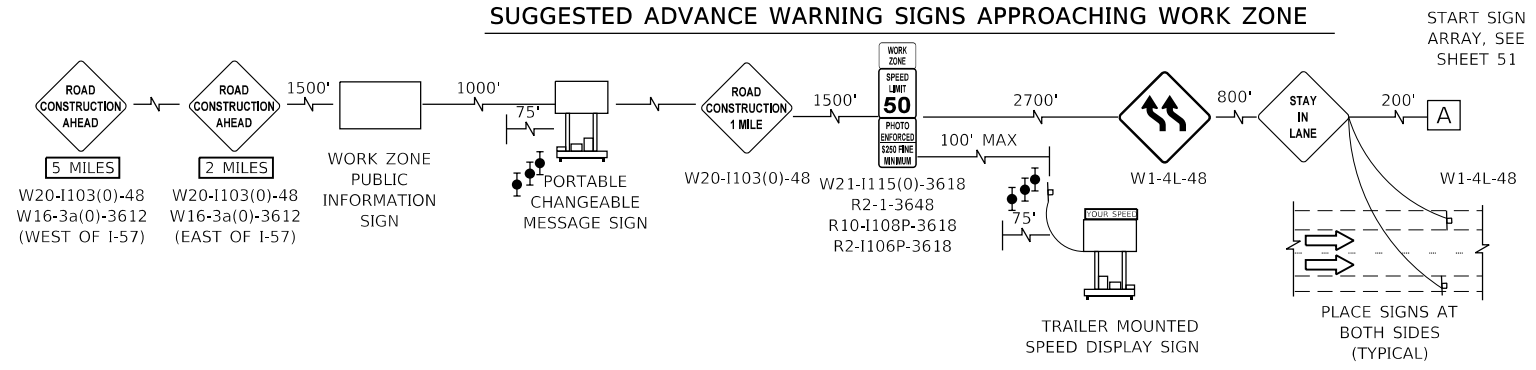 SUGGESTED ADVANCE WARNING SIGNS APPROACHING WORK ZONE
START SIGN
ARRAY, SEE
SHEET 51
ROAD
CONSTRUCTION
AHEAD
5 MILES
W20-I103(0)-48
W16-3a(0)-3612
(WEST OF I-57)
ROAD
CONSTRUCTION
AHEAD
2 MILES
W20-I103(0)-48
W16-3a(0)-3612
(EAST OF I-57)
1500'
WORK ZONE
PUBLIC
INFORMATION
SIGN
1000'
75'
PORTABLE
CHANGEABLE
MESSAGE SIGN
ROAD
CONSTRUCTION
1 MILE
W20-I103(0)-48
1500'
WORK
ZONE
SPEED
LIMIT
50
PHOTO
ENFORCED
$250 FINE
MINIMUM
W21-I115(0)-3618
R2-1-3648
R10-I108P-3618
R2-I106P-3618
2700'
100' MAX
75'
YOUR SPEED
TRAILER MOUNTED
SPEED DISPLAY SIGN
W1-4L-48
800'
STAY
IN
LANE
200'
A
W1-4L-48
PLACE SIGNS AT
BOTH SIDES
(TYPICAL)